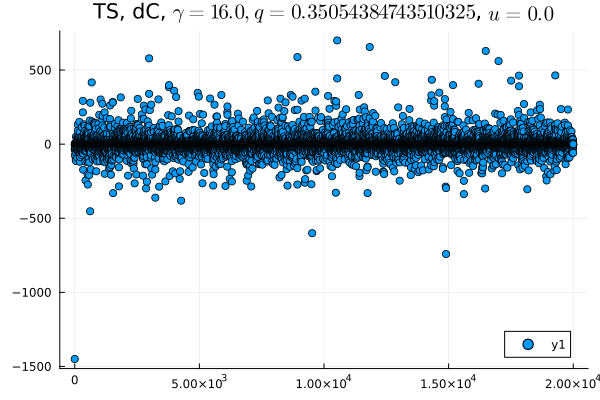 TS, dC, γ = 16.0, q = 0.35054384743510325, u = 0.0
500
0
−500
−1000
−1500
0 5.00×10³ 1.00×10⁴ 1.50×10⁴ 2.00×10⁴
y1